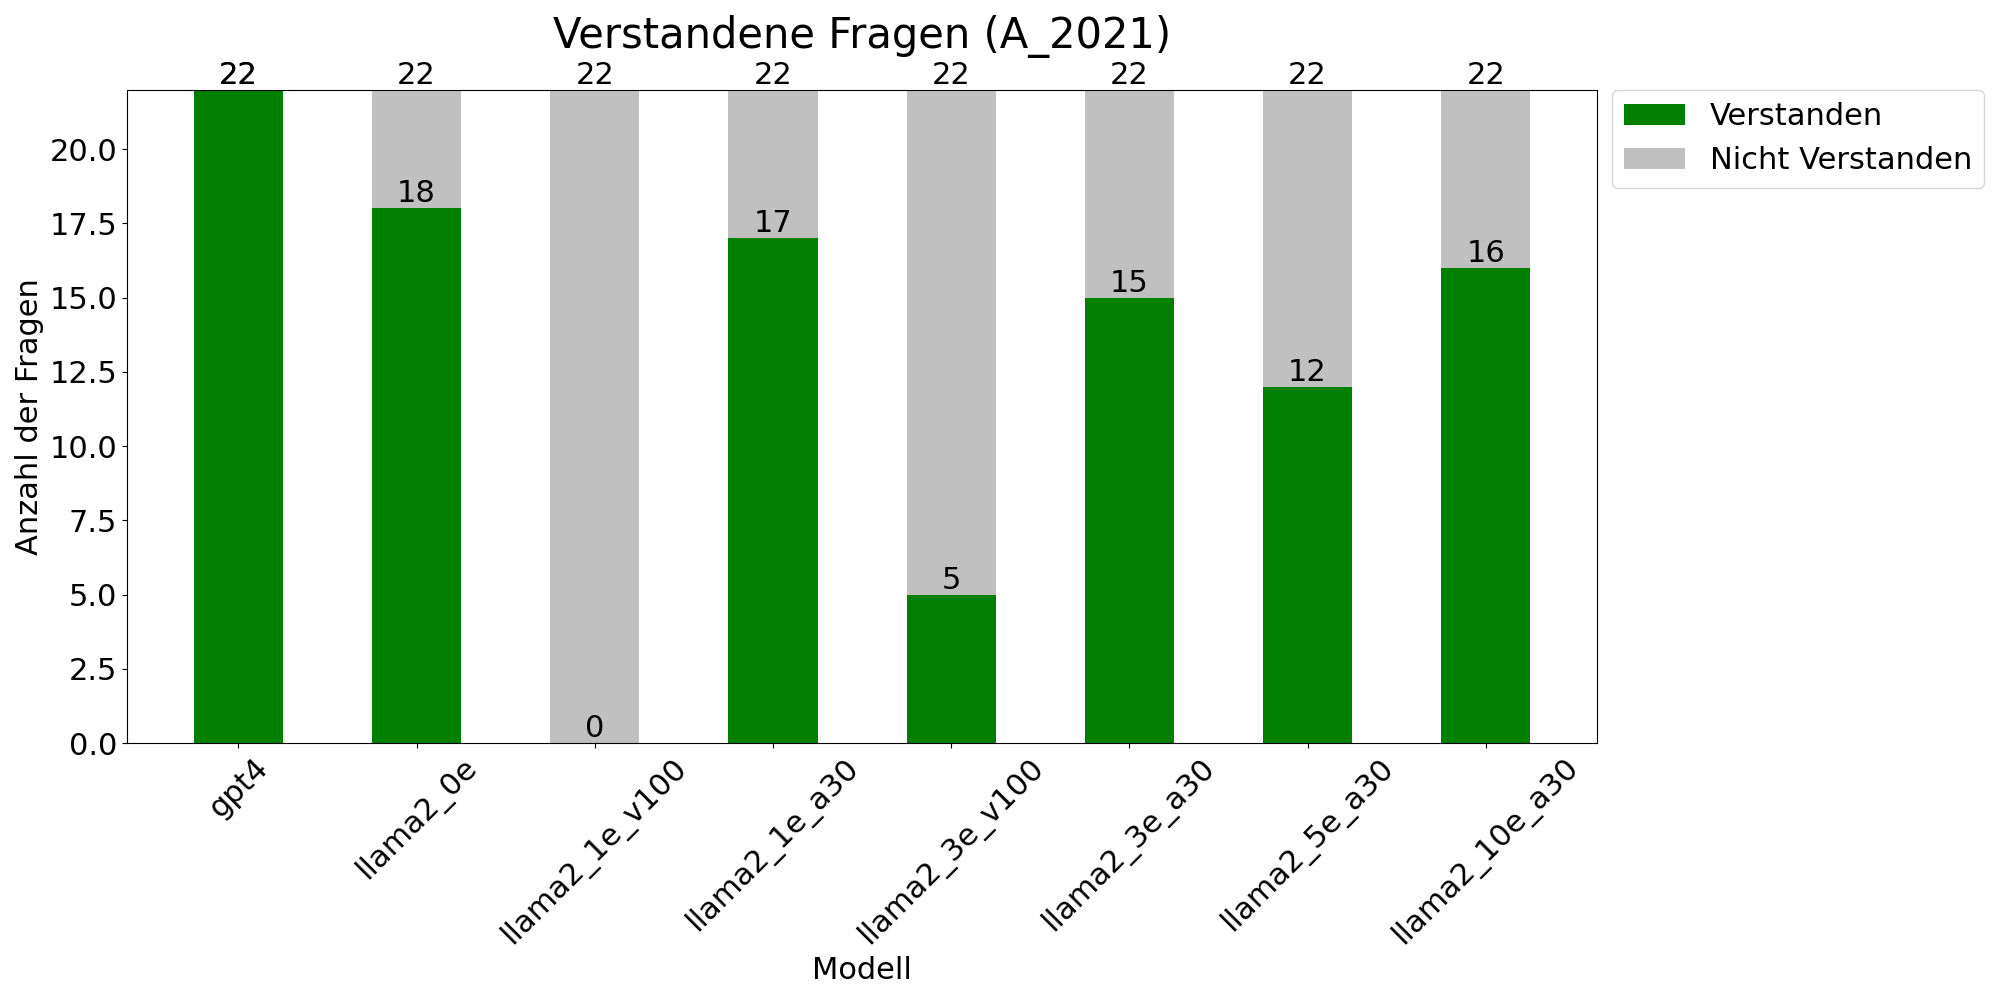 Verstandene Fragen (A_2021)
22 22 22 22 22 22 22 22
Verstanden
Nicht Verstanden
20.0
17.5
15.0
12.5
10.0
7.5
5.0
2.5
0.0
Anzahl der Fragen
18
17
16
15
12
5
0
gpt4
llama2_0e
llama2_1e_v100
llama2_1e_a30
llama2_3e_v100
llama2_3e_a30
llama2_5e_a30
llama2_10e_a30
Modell